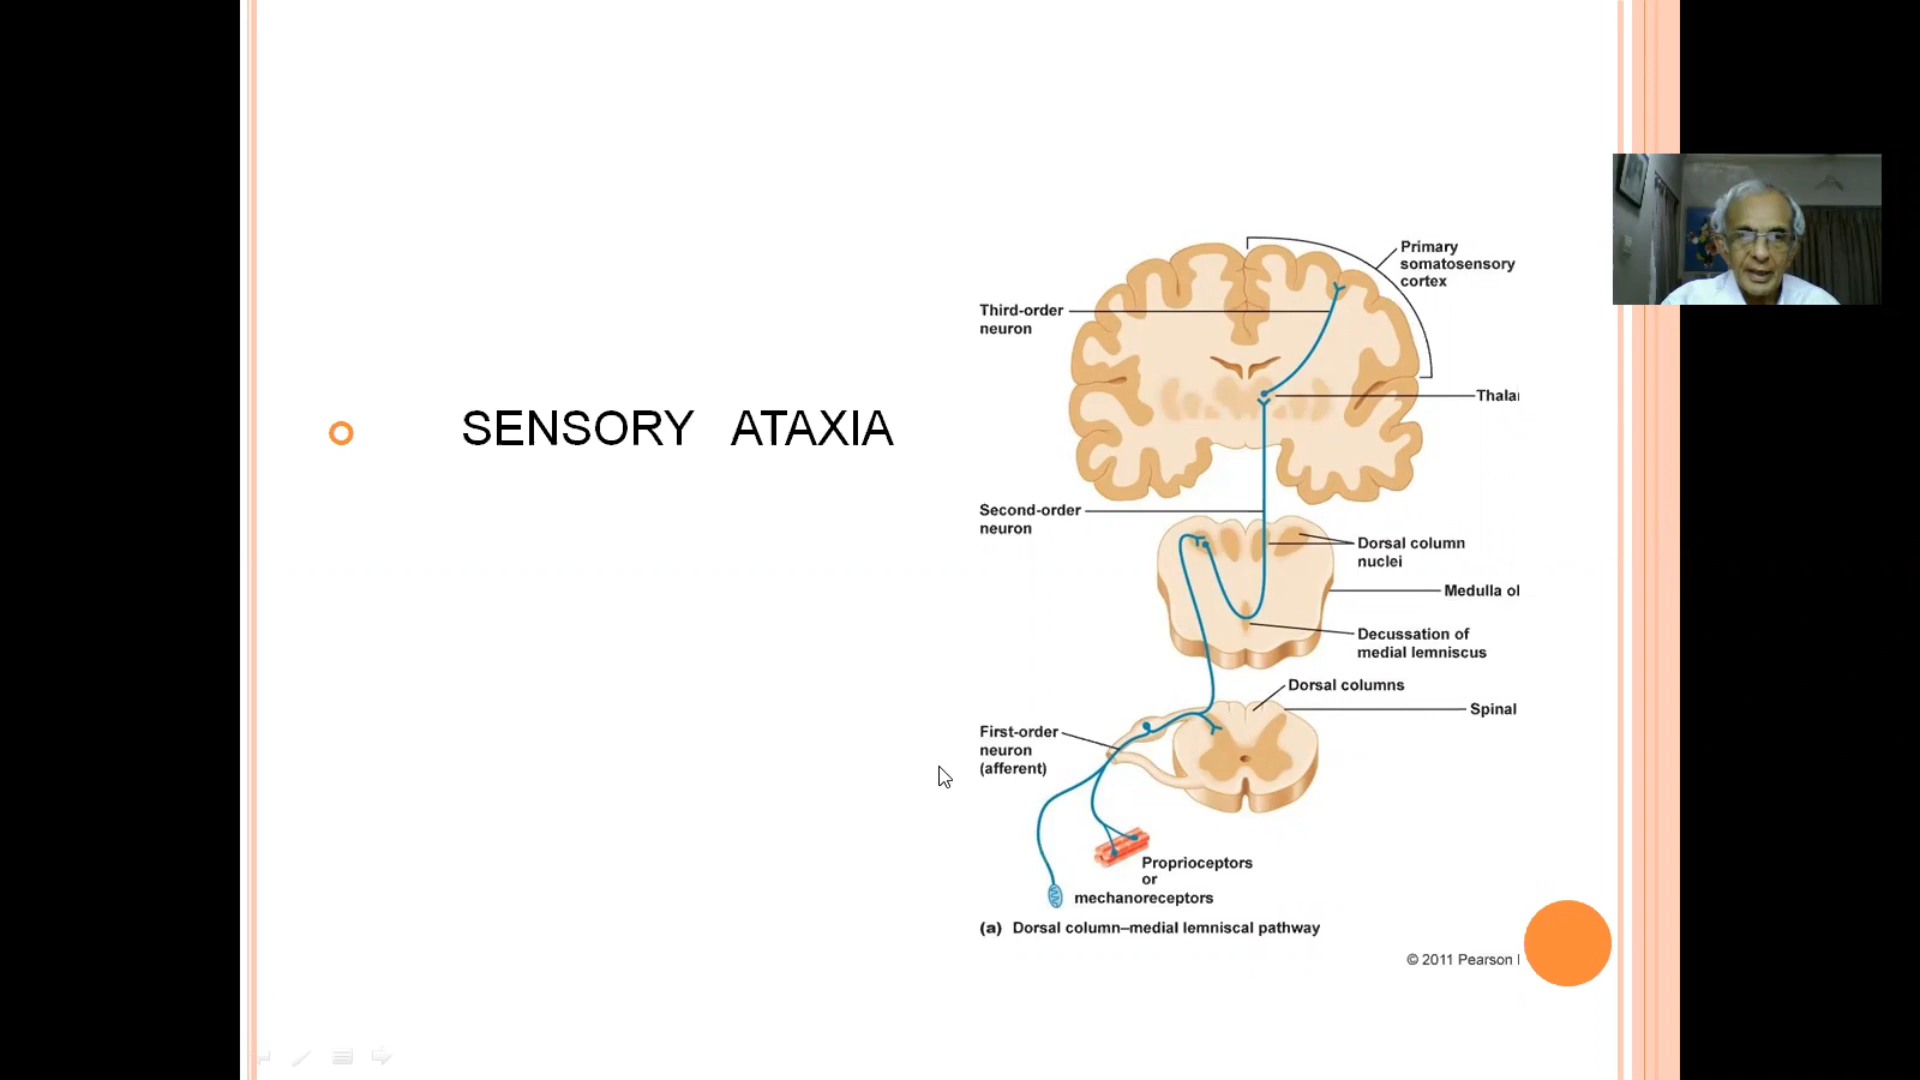 SENSORY ATAXIA
Primary
somatosensory
cortex
Third-order
neuron
Thala
Second-order
neuron
Dorsal column
nuclei
Medulla ol
Decussation of
medial lemniscus
Dorsal columns
Spinal
First-order
neuron
(afferent)
Proprioceptors
or
mechanoreceptors
(a) Dorsal column–medial lemniscal pathway
© 2011 Pearson I